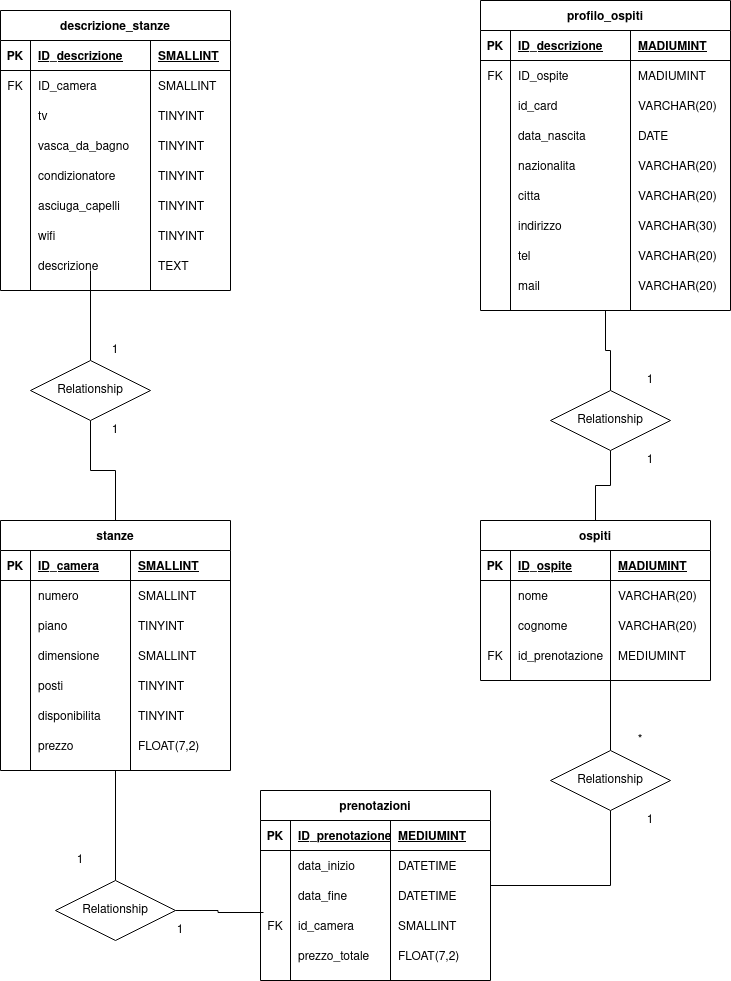 descrizione_stanze
PK ID_descrizione SMALLINT
FK ID_camera SMALLINT
tv TINYINT
vasca_da_bagno TINYINT
condizionatore TINYINT
asciuga_capelli TINYINT
wifi TINYINT
descrizione TEXT
profilo_ospiti
PK ID_descrizione MADIUMINT
FK ID_ospite MADIUMINT
id_card VARCHAR(20)
data_nascita DATE
nazionalita VARCHAR(20)
citta VARCHAR(20)
indirizzo VARCHAR(30)
tel VARCHAR(20)
mail VARCHAR(20)
1
Relationship
1
1
Relationship
1
stanze
PK ID_camera SMALLINT
numero SMALLINT
piano TINYINT
dimensione SMALLINT
posti TINYINT
disponibilita TINYINT
prezzo FLOAT(7,2)
ospiti
PK ID_ospite MADIUMINT
nome VARCHAR(20)
cognome VARCHAR(20)
FK id_prenotazione MEDIUMINT
*
Relationship
1
1
Relationship
1
prenotazioni
PK ID_prenotazione MEDIUMINT
data_inizio DATETIME
data_fine DATETIME
FK id_camera SMALLINT
prezzo_totale FLOAT(7,2)